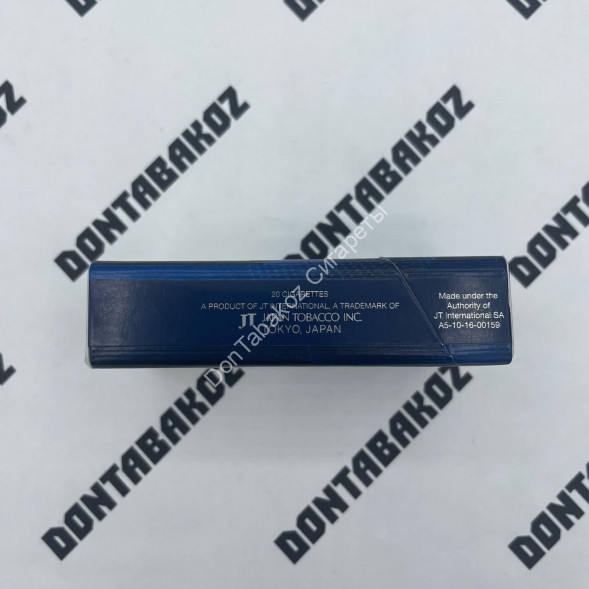 DONTABAKOZ
DONTABAKOZ
DONTABAKOZ
20 CIGARETTES
A PRODUCT OF JT INTERNATIONAL, A TRADEMARK OF
JT JAPAN TOBACCO INC.
TOKYO, JAPAN
Made under the
Authority of
JT International SA
A5-10-16-00159
DonTabakoz Сигареты
DONTABAKOZ
DONTABAKOZ
DONTABAKOZ